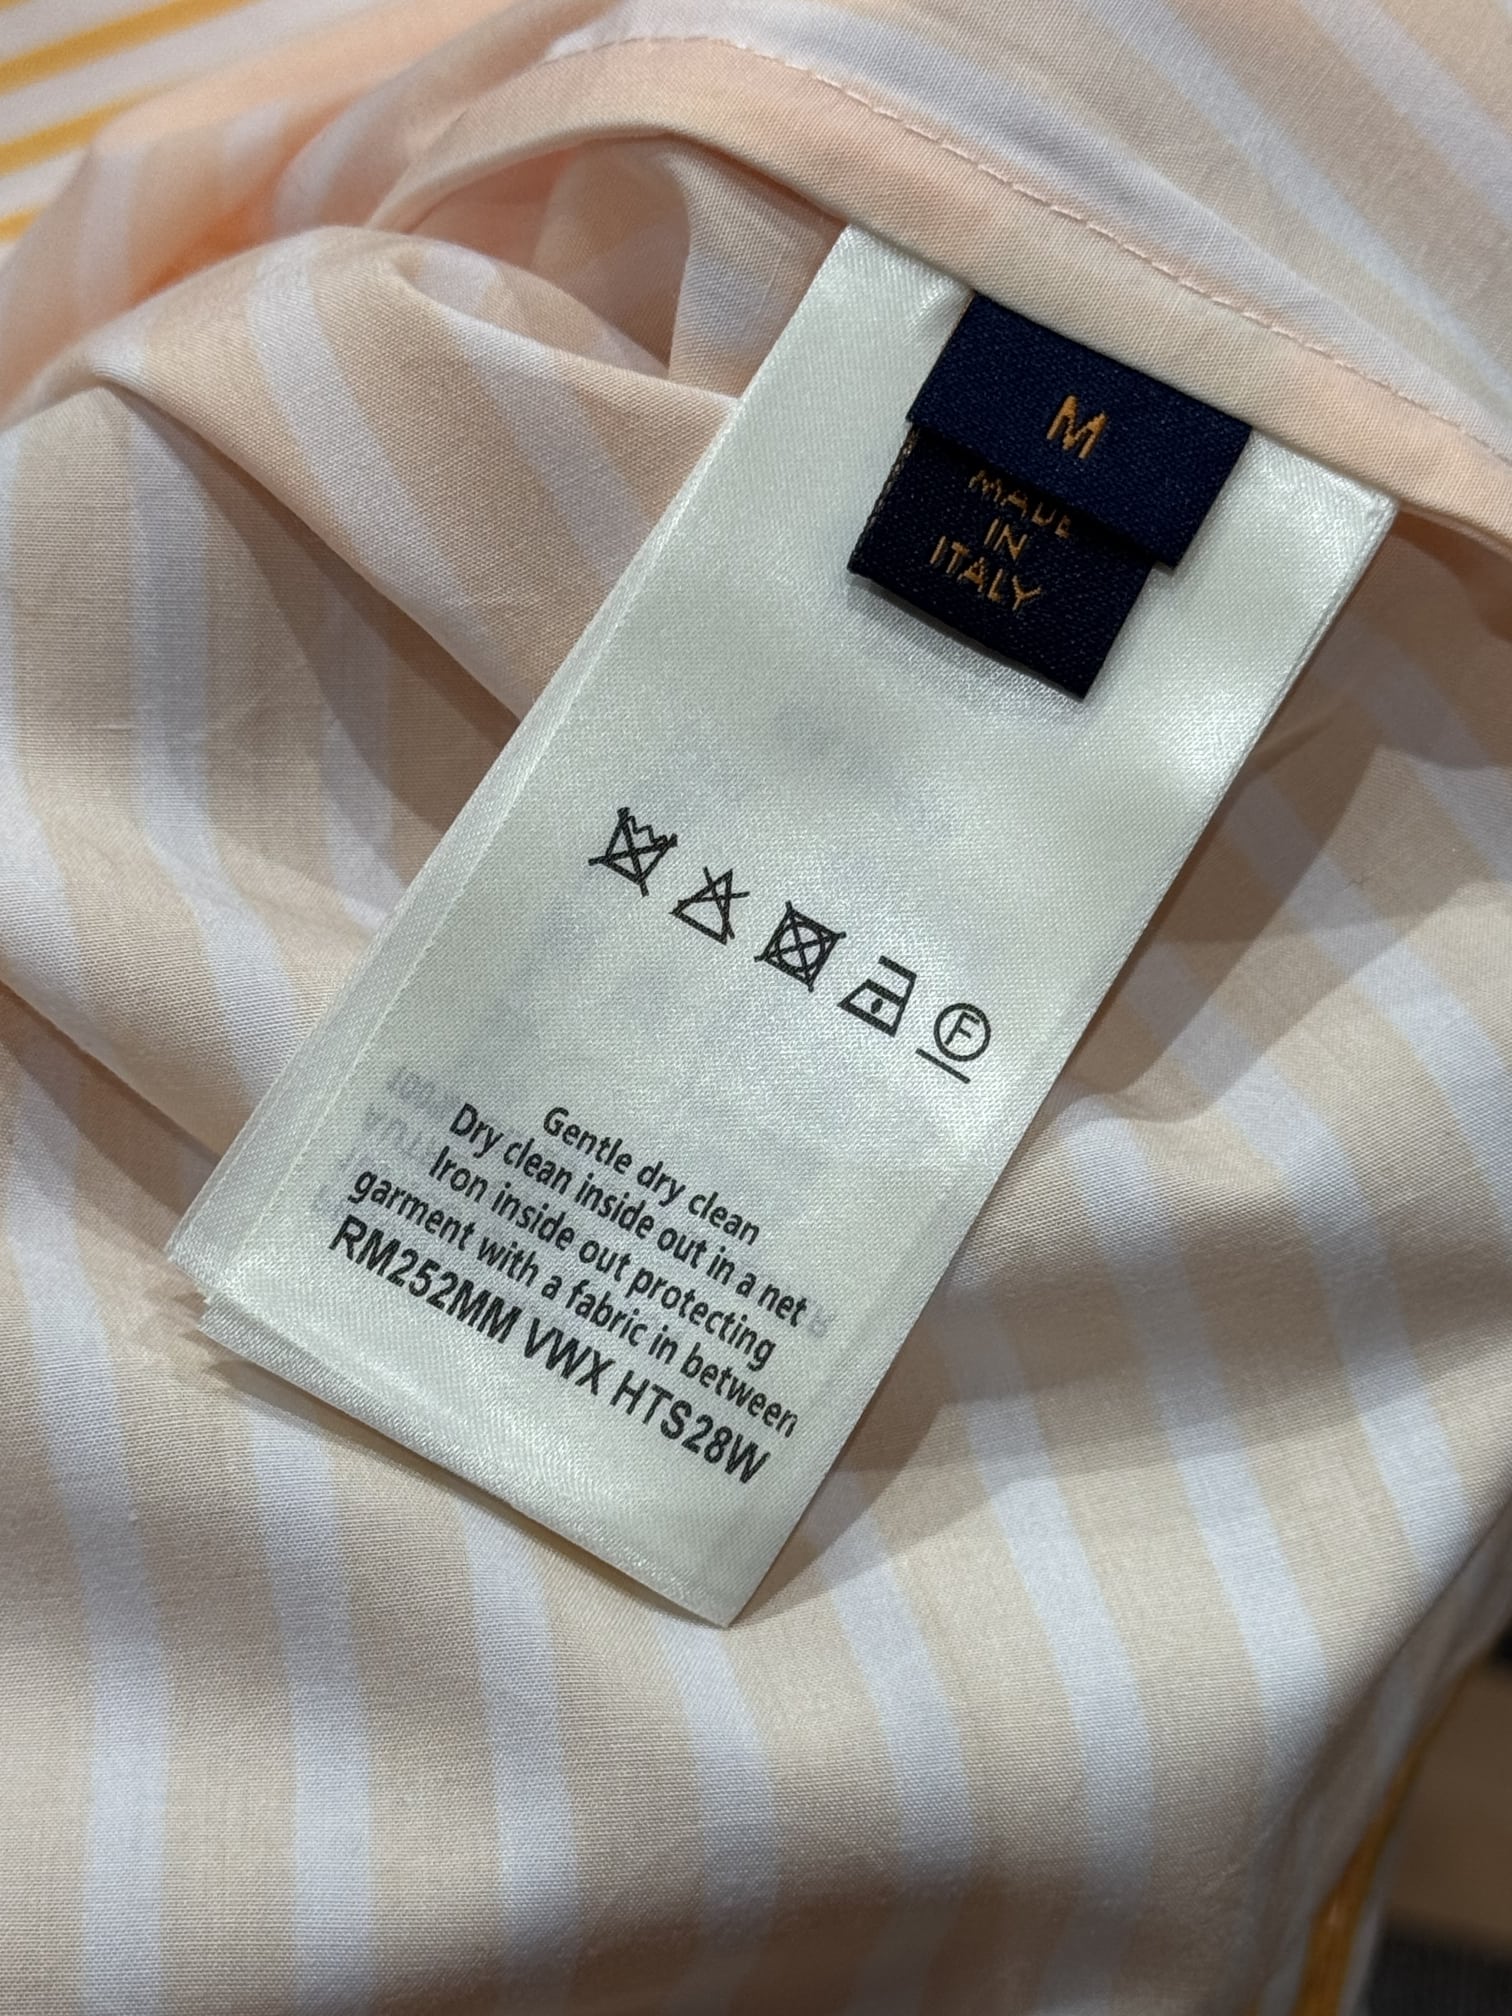 M
MADE
IN
ITALY
F
Gentle dry clean
Dry clean inside out in a net
Iron inside out protecting
garment with a fabric in between
RM252MM VWX HTS28W